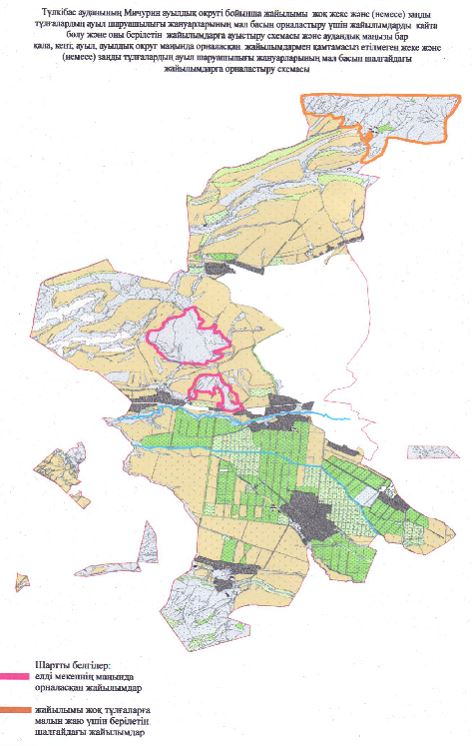 Түлкібас ауданының Мичурин ауылдық округі бойынша жайылымы жоқ жеке және (немесе) заңды
тұлғалардың ауыл шаруашылығы жануарларының мал басын орналастыру үшін жайылымдарды қайта
бөлу және оны берілетін жайылымдарға ауыстыру схемасы және аудандық маңызы бар
қала, кент, ауыл, ауылдық округ маңында орналасқан жайылымдармен қамтамасыз етілмеген жеке және
(немесе) заңды тұлғалардың ауыл шаруашылығы жануарларының мал басын шалғайдағы
жайылымдарға орналастыру схемасы
Шартты белгілер:
елді мекеннің маңында
орналасқан жайылымдар
жайылымы жоқ тұлғаларға
малын жаю үшін берілетін
шалғайдағы жайылымдар